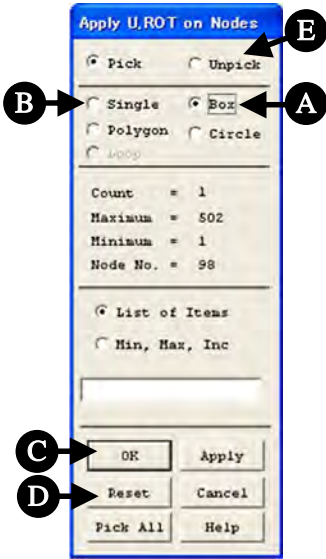 Apply U,ROT on Nodes
E
Pick Unpick
B Single Box A
Polygon Circle
Loop
Count = 1
Maximum = 502
Minimum = 1
Node No. = 98
List of Items
Min, Max, Inc
C OK Apply
D Reset Cancel
Pick All Help